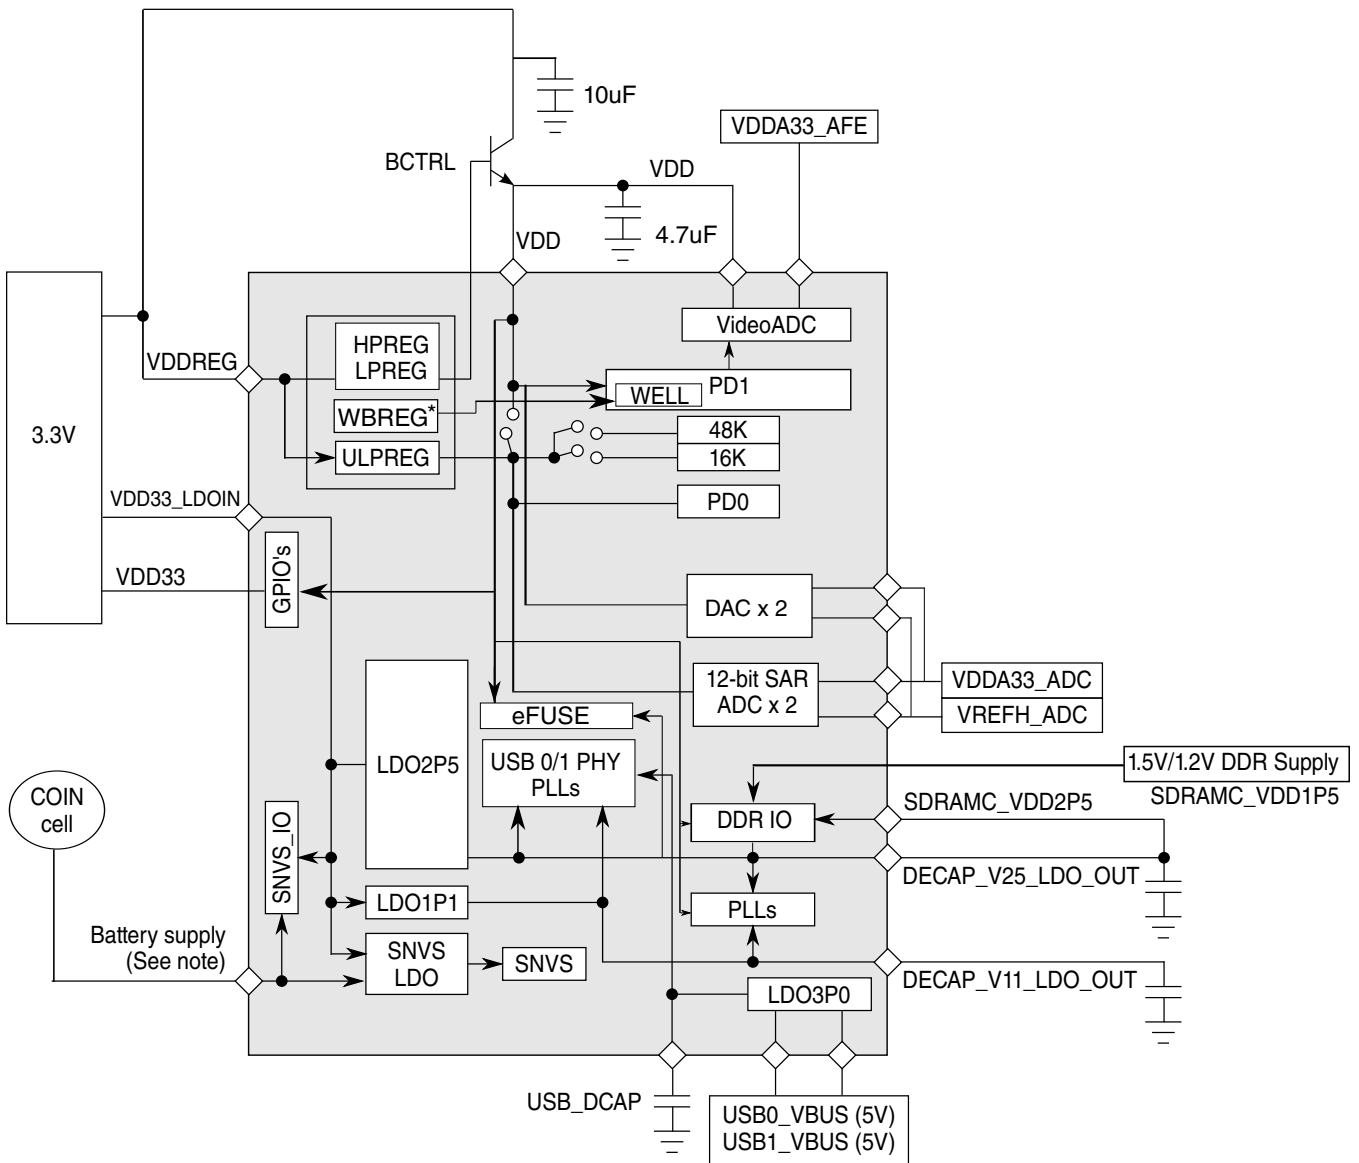 10uF
VDDA33_AFE
BCTRL
VDD
4.7uF
VDD
VideoADC
HPREG
LPREG
VDDREG
PD1
WELL
WBREG*
3.3V
48K
ULPREG
16K
VDD33_LDOIN
PD0
VDD33
GPIO's
DAC x 2
12-bit SAR
ADC x 2
VDDA33_ADC
VREFH_ADC
eFUSE
LDO2P5
USB 0/1 PHY
PLLs
1.5V/1.2V DDR Supply
SDRAMC_VDD1P5
COIN
cell
SDRAMC_VDD2P5
DDR IO
SNVS_IO
DECAP_V25_LDO_OUT
LDO1P1
PLLs
Battery supply
(See note)
SNVS
LDO
SNVS
DECAP_V11_LDO_OUT
LDO3P0
USB_DCAP
USB0_VBUS (5V)
USB1_VBUS (5V)